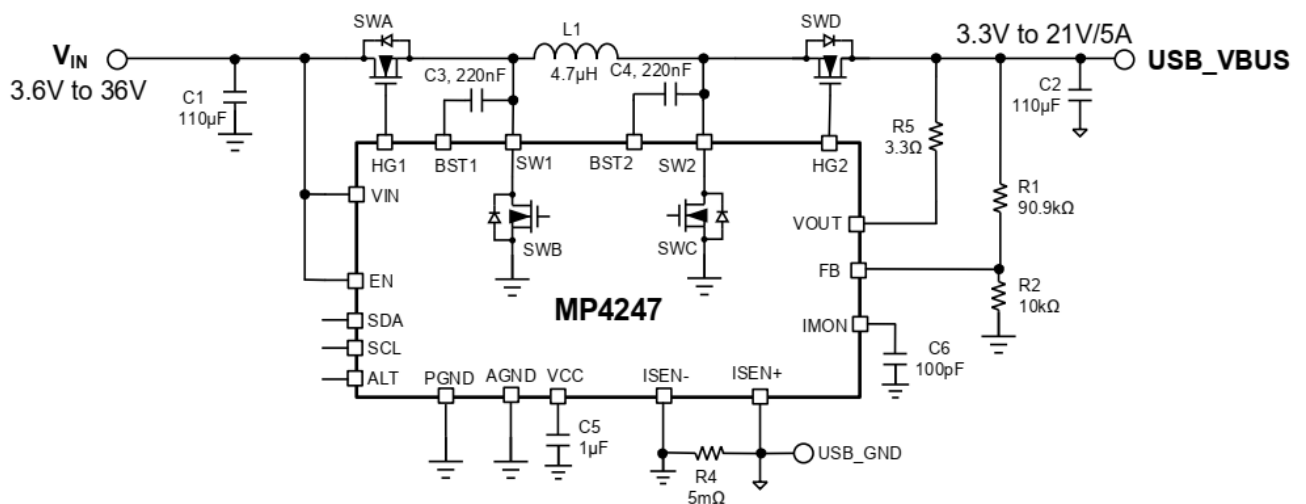 SWA
L1
SWD
3.3V to 21V/5A
VIN
USB_VBUS
3.6V to 36V
C3, 220nF
4.7µH
C4, 220nF
C1
110µF
C2
110µF
R5
3.3Ω
HG1
BST1
SW1
BST2
SW2
HG2
VIN
R1
90.9kΩ
VOUT
SWB
SWC
EN
FB
R2
10kΩ
MP4247
SDA
IMON
SCL
C6
100pF
ALT
PGND
AGND
VCC
ISEN-
ISEN+
C5
1µF
USB_GND
R4
5mΩ